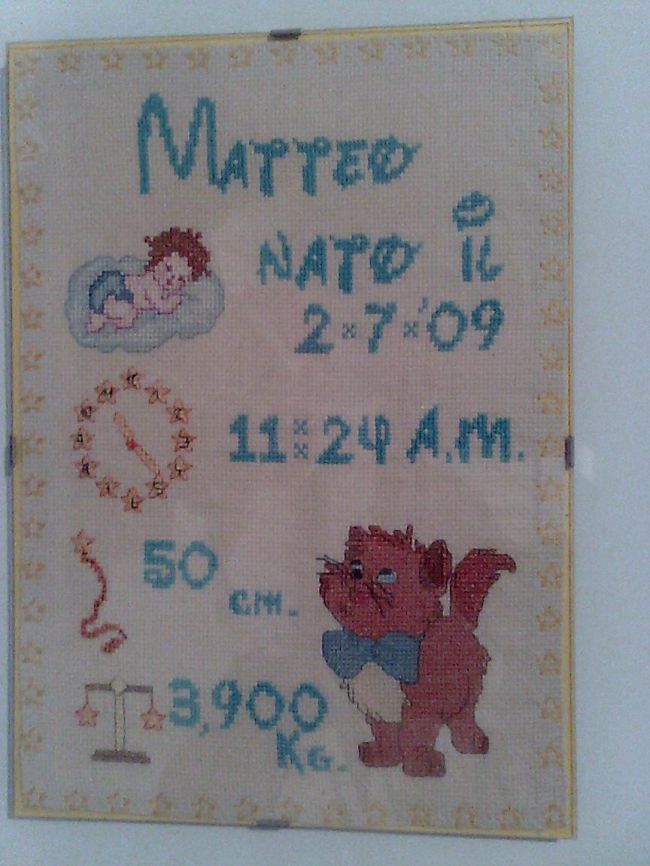 MATTEO
NATO IL
2×7×'09
11:24 A.M.
50
cm.
3,900
KG.